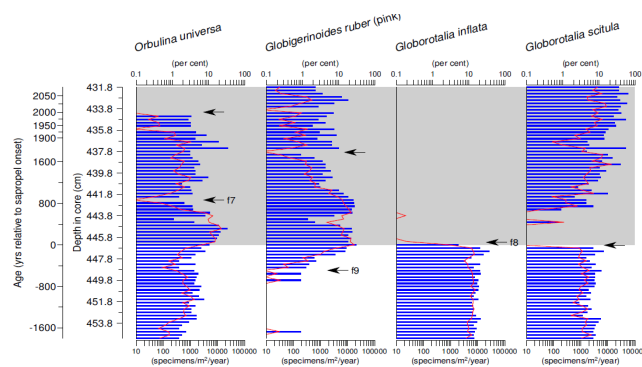 Orbulina universa
Globigerinoides ruber (pink)
Globorotalia inflata
Globorotalia scitula
(per cent) (per cent) (per cent) (per cent)
0.1 1 10 100 0.1 1 10 100 0.1 1 10 100 0.1 1 10 100
Age (yrs relative to sapropel onset)
2050
2000
1950
1900
1600
800
0
-800
-1600
Depth in core (cm)
431.8
433.8
435.8
437.8
439.8
441.8
443.8
445.8
447.8
449.8
451.8
453.8
f7
f8
f9
10 100 1000 10000 100000 10 100 1000 10000 100000 10 100 1000 10000 100000 10 100 1000 10000 100000
(specimens/m²/year) (specimens/m²/year) (specimens/m²/year) (specimens/m²/year)